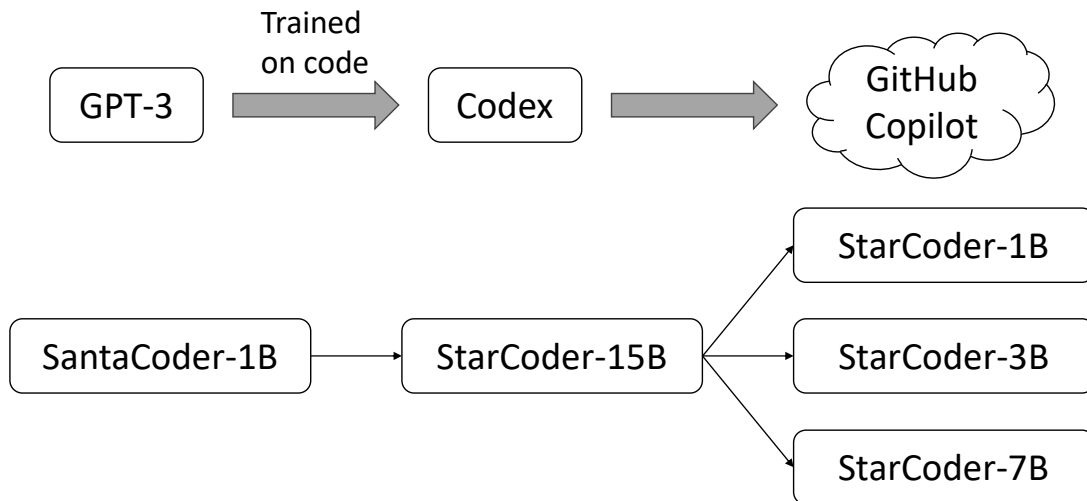 Trained
on code
GPT-3
Codex
GitHub
Copilot
StarCoder-1B
SantaCoder-1B
StarCoder-15B
StarCoder-3B
StarCoder-7B